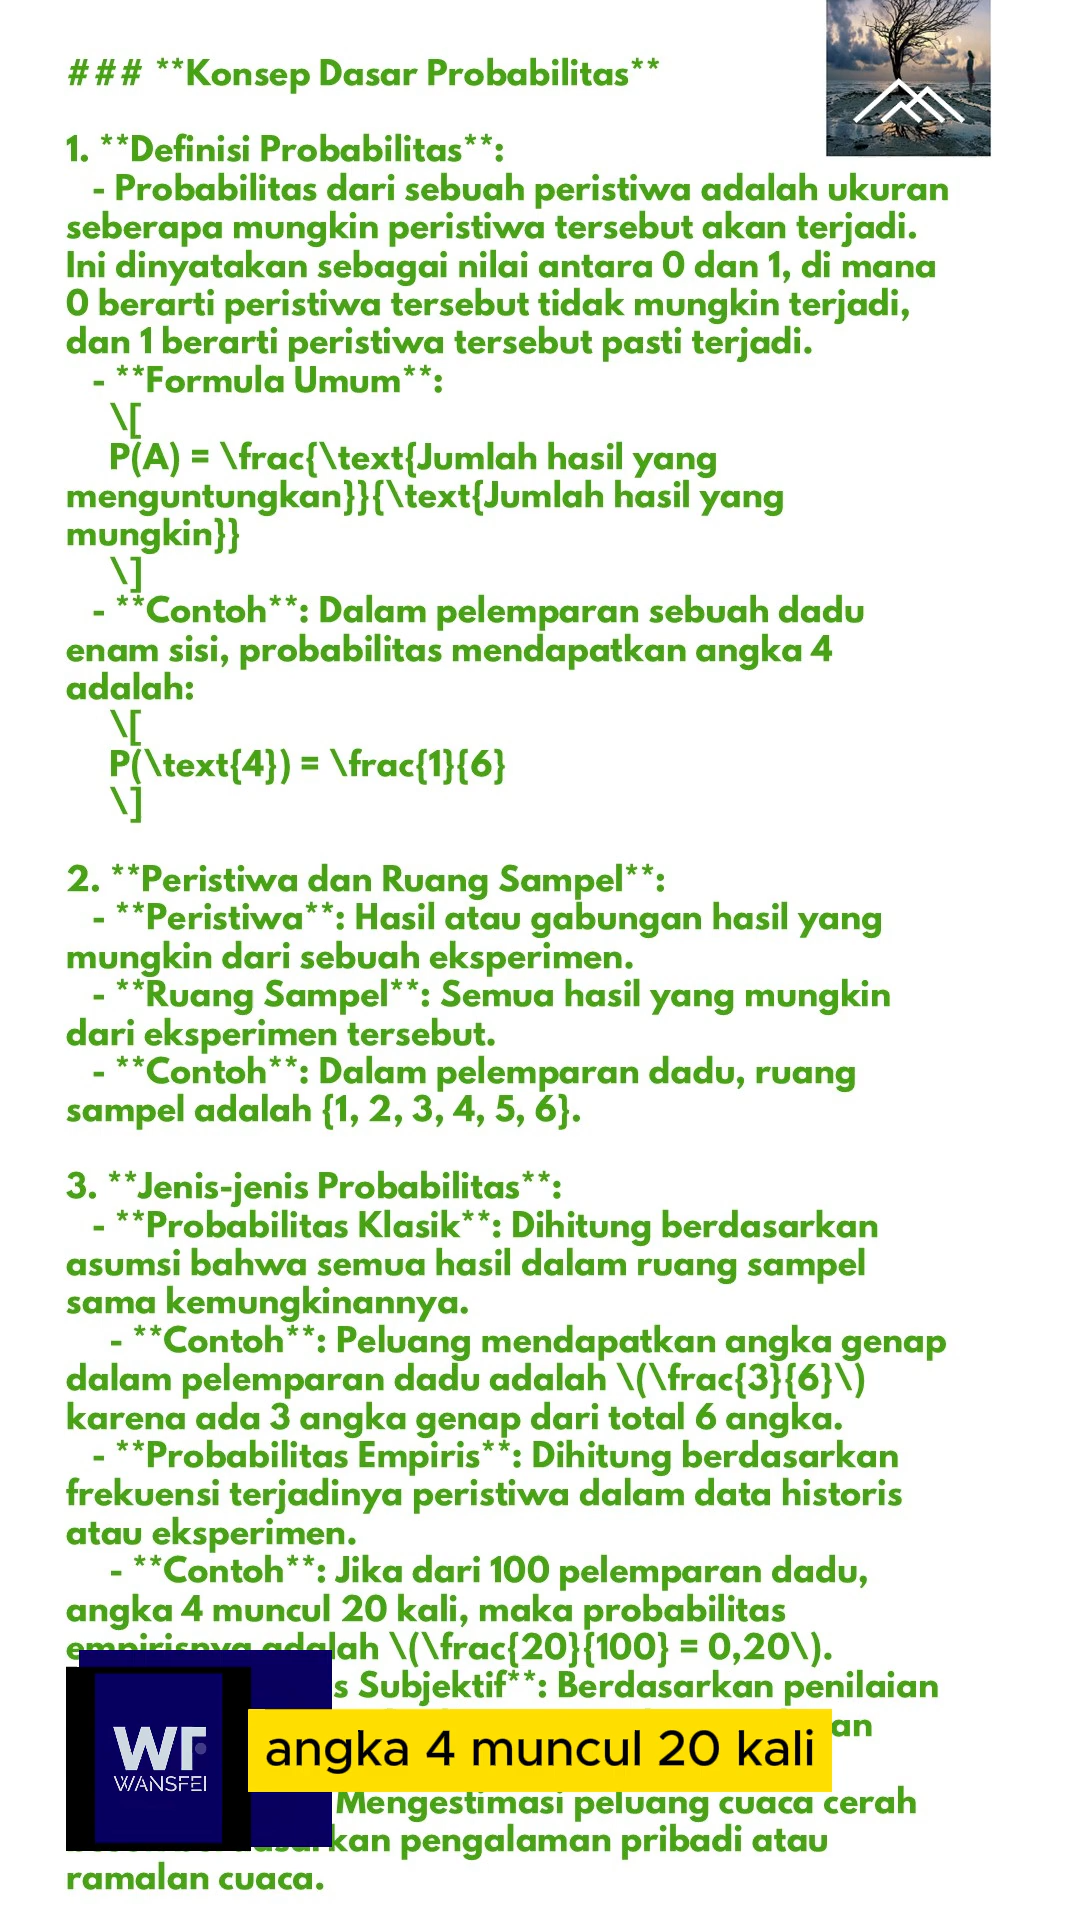 ### **Konsep Dasar Probabilitas**
1. **Definisi Probabilitas**:
- Probabilitas dari sebuah peristiwa adalah ukuran
seberapa mungkin peristiwa tersebut akan terjadi.
Ini dinyatakan sebagai nilai antara 0 dan 1, di mana
0 berarti peristiwa tersebut tidak mungkin terjadi,
dan 1 berarti peristiwa tersebut pasti terjadi.
- **Formula Umum**:
\[
P(A) = \frac{\text{Jumlah hasil yang
menguntungkan}}{\text{Jumlah hasil yang
mungkin}}
\]
- **Contoh**: Dalam pelemparan sebuah dadu
enam sisi, probabilitas mendapatkan angka 4
adalah:
\[
P(\text{4}) = \frac{1}{6}
\]
2. **Peristiwa dan Ruang Sampel**:
- **Peristiwa**: Hasil atau gabungan hasil yang
mungkin dari sebuah eksperimen.
- **Ruang Sampel**: Semua hasil yang mungkin
dari eksperimen tersebut.
- **Contoh**: Dalam pelemparan dadu, ruang
sampel adalah {1, 2, 3, 4, 5, 6}.
3. **Jenis-jenis Probabilitas**:
- **Probabilitas Klasik**: Dihitung berdasarkan
asumsi bahwa semua hasil dalam ruang sampel
sama kemungkinannya.
- **Contoh**: Peluang mendapatkan angka genap
dalam pelemparan dadu adalah \(\frac{3}{6}\)
karena ada 3 angka genap dari total 6 angka.
- **Probabilitas Empiris**: Dihitung berdasarkan
frekuensi terjadinya peristiwa dalam data historis
atau eksperimen.
- **Contoh**: Jika dari 100 pelemparan dadu,
angka 4 muncul 20 kali, maka probabilitas
empirisnya adalah \(\frac{20}{100} = 0,20\).
s Subjektif**: Berdasarkan penilaian
an
angka 4 muncul 20 kali
WF
WANSFEI
Mengestimasi peluang cuaca cerah
kan pengalaman pribadi atau
ramalan cuaca.